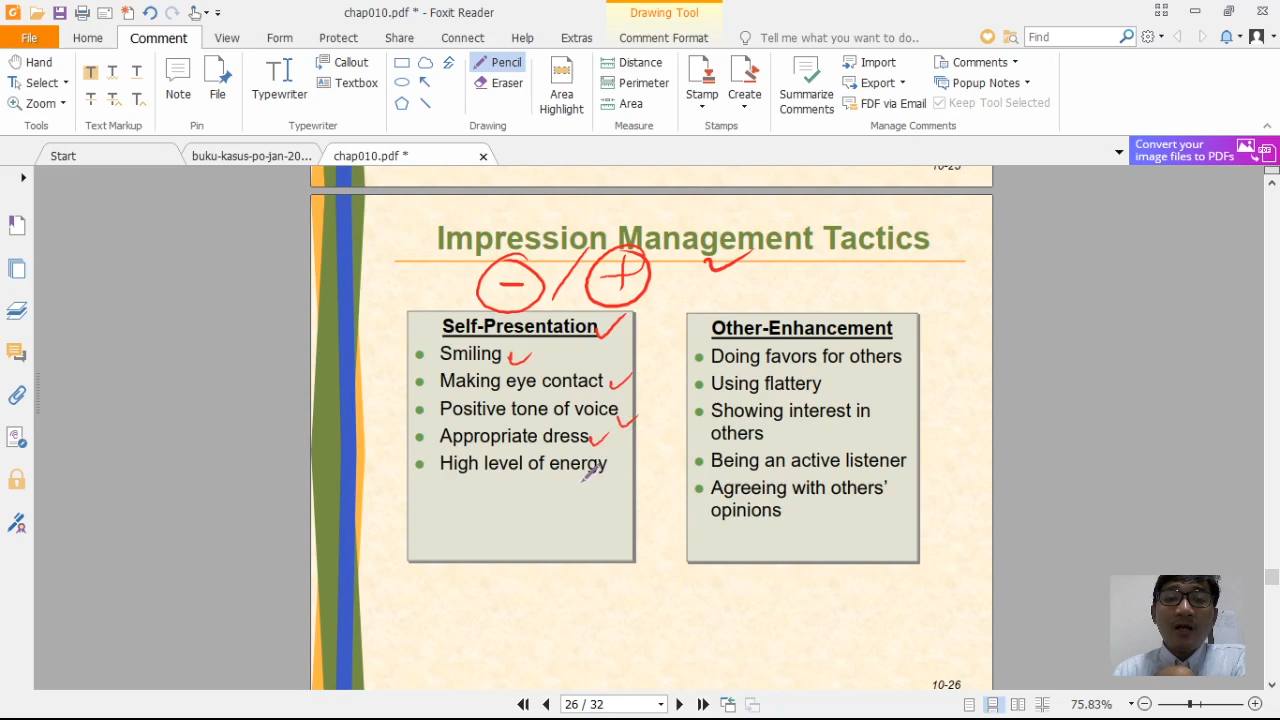 chap010.pdf * - Foxit Reader
Drawing Tool
File Home Comment View Form Protect Share Connect Help Extras Comment Format Tell me what you want to do.. Find
Hand
Select
Zoom
Tools
Text Markup
Note
File
Pin
Typewriter
Callout
Textbox
Typewriter
Pencil
Eraser
Drawing
Area Highlight
Distance
Perimeter
Area
Measure
Stamp
Create
Stamps
Summarize Comments
Import
Export
FDF via Email
Comments
Popup Notes
Keep Tool Selected
Manage Comments
Start
buku-kasus-po-jan-20...
chap010.pdf *
Convert your
image files to PDFs
10-25
Impression Management Tactics
- / +
Self-Presentation
Smiling
Making eye contact
Positive tone of voice
Appropriate dress
High level of energy
Other-Enhancement
Doing favors for others
Using flattery
Showing interest in
others
Being an active listener
Agreeing with others'
opinions
10-26
26 / 32
75.83%